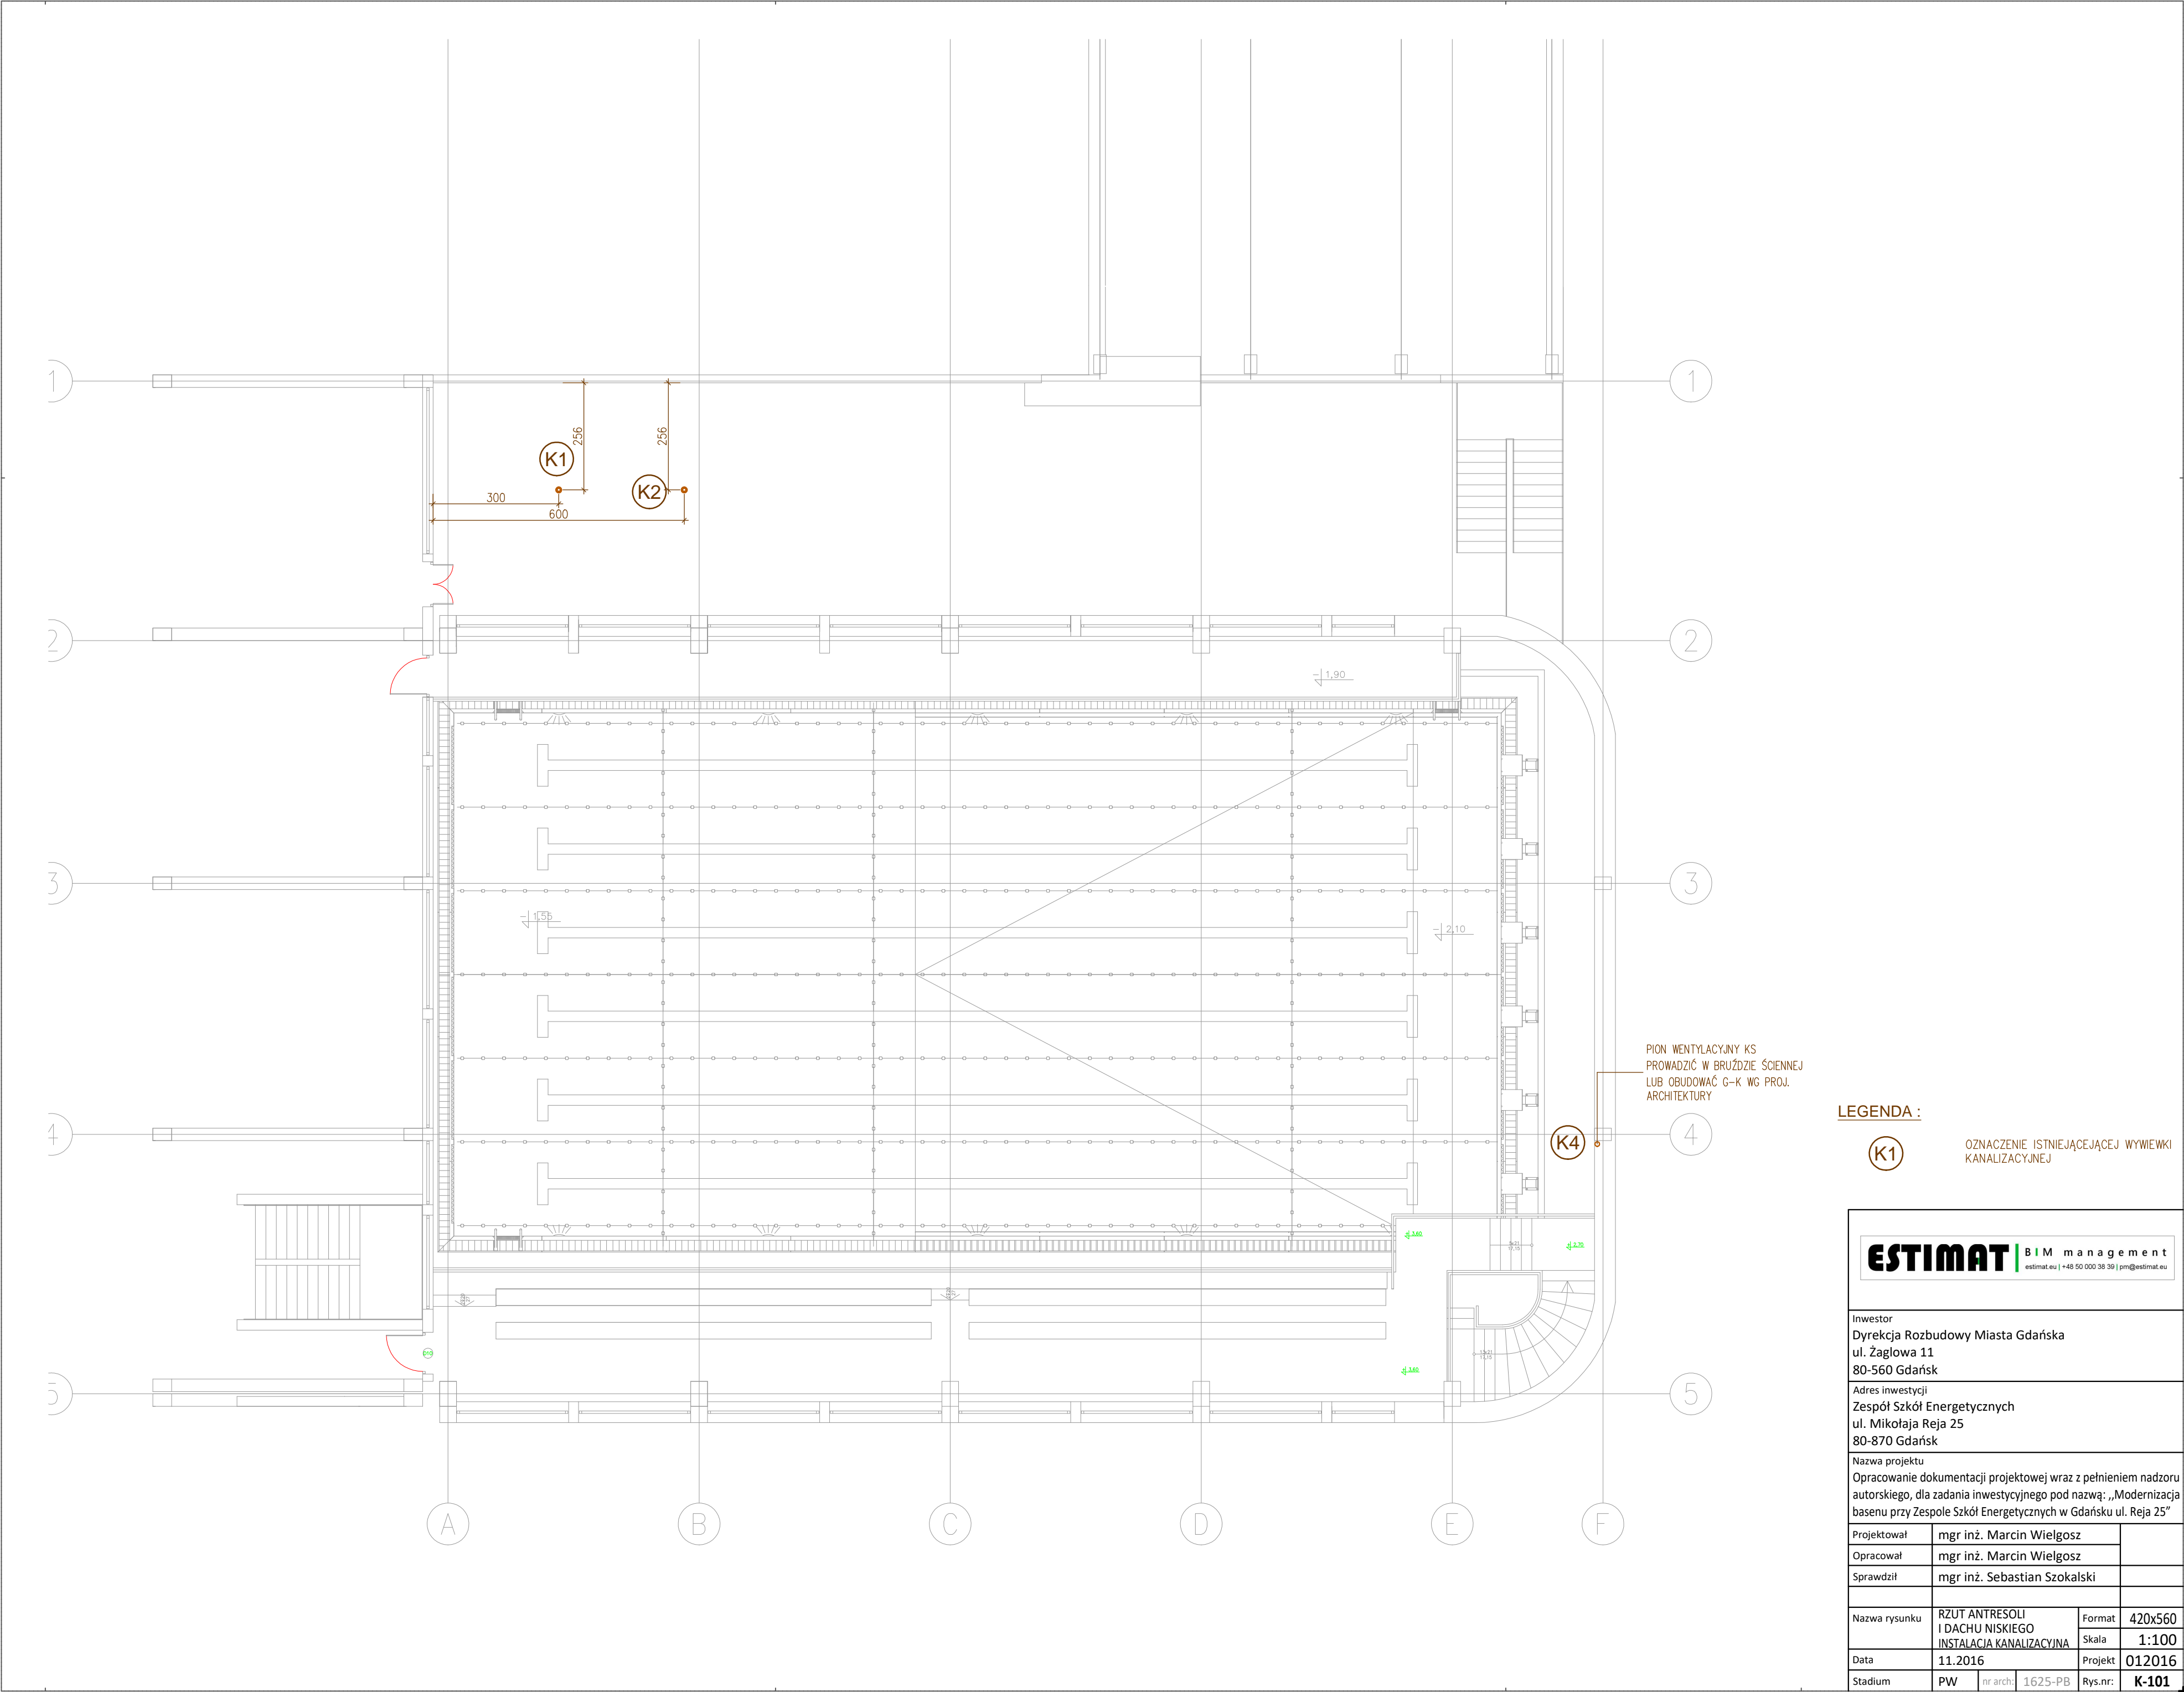 1
1
256
256
K1
K2
300
600
2
2
1,90
3
3
1,55
2,10
PION WENTYLACYJNY KS
PROWADZIĆ W BRUŹDZIE ŚCIENNEJ
LUB OBUDOWAĆ G-K WG PROJ.
ARCHITEKTURY
4
4
K4
LEGENDA :
K1
OZNACZENIE ISTNIEJĄCEJĄCEJ WYWIEWKI
KANALIZACYJNEJ
3,60
2,70
3,60
5
5
A
B
C
D
E
F
ESTIMAT
BIM management
estimat.eu | +48 50 000 38 39 | pm@estimat.eu
Inwestor
Dyrekcja Rozbudowy Miasta Gdańska
ul. Żaglowa 11
80-560 Gdańsk
Adres inwestycji
Zespół Szkół Energetycznych
ul. Mikołaja Reja 25
80-870 Gdańsk
Nazwa projektu
Opracowanie dokumentacji projektowej wraz z pełnieniem nadzoru
autorskiego, dla zadania inwestycyjnego pod nazwą: ,,Modernizacja
basenu przy Zespole Szkół Energetycznych w Gdańsku ul. Reja 25”
Projektował mgr inż. Marcin Wielgosz
Opracował mgr inż. Marcin Wielgosz
Sprawdził mgr inż. Sebastian Szokalski
Nazwa rysunku RZUT ANTRESOLI
I DACHU NISKIEGO
INSTALACJA KANALIZACYJNA
Format 420x560
Skala 1:100
Data 11.2016 Projekt 012016
Stadium PW nr arch: 1625-PB Rys.nr: K-101